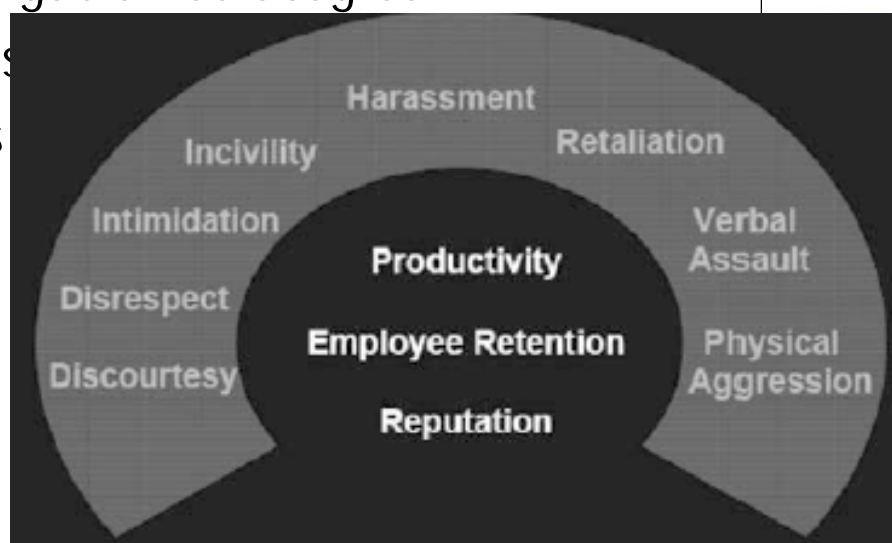 Harassment
Incivility
Retaliation
Intimidation
Verbal
Assault
Disrespect
Physical
Aggression
Discourtesy
Productivity
Employee Retention
Reputation